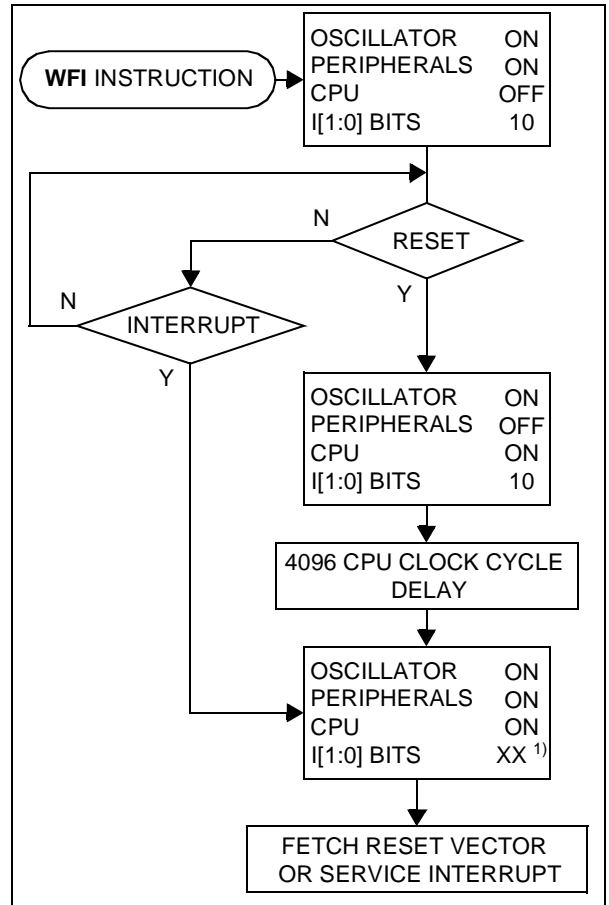 WFI INSTRUCTION
OSCILLATOR ON
PERIPHERALS ON
CPU OFF
I[1:0] BITS 10
N
RESET
Y
N
INTERRUPT
Y
OSCILLATOR ON
PERIPHERALS OFF
CPU ON
I[1:0] BITS 10
4096 CPU CLOCK CYCLE
DELAY
OSCILLATOR ON
PERIPHERALS ON
CPU ON
I[1:0] BITS XX 1)
FETCH RESET VECTOR
OR SERVICE INTERRUPT